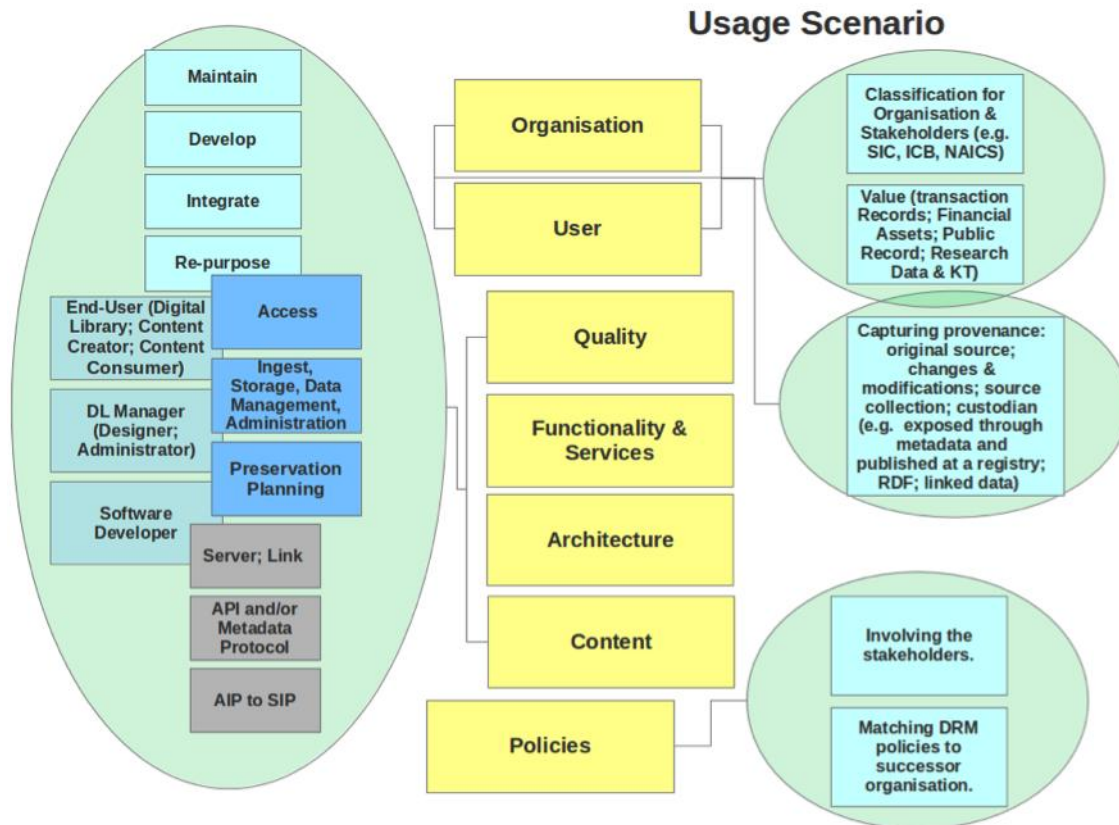 Usage Scenario
Maintain
Develop
Integrate
Re-purpose
End-User (Digital
Library; Content
Creator; Content
Consumer)
DL Manager
(Designer;
Administrator)
Software
Developer
Access
Ingest,
Storage, Data
Management,
Administration
Preservation
Planning
Server; Link
API and/or
Metadata
Protocol
AIP to SIP
Organisation
User
Quality
Functionality &
Services
Architecture
Content
Policies
Classification for
Organisation &
Stakeholders (e.g.
SIC, ICB, NAICS)
Value (transaction
Records; Financial
Assets; Public
Record; Research
Data & KT)
Capturing provenance:
original source;
changes &
modifications; source
collection; custodian
(e.g. exposed through
metadata and
published at a registry;
RDF; linked data)
Involving the
stakeholders.
Matching DRM
policies to
successor
organisation.